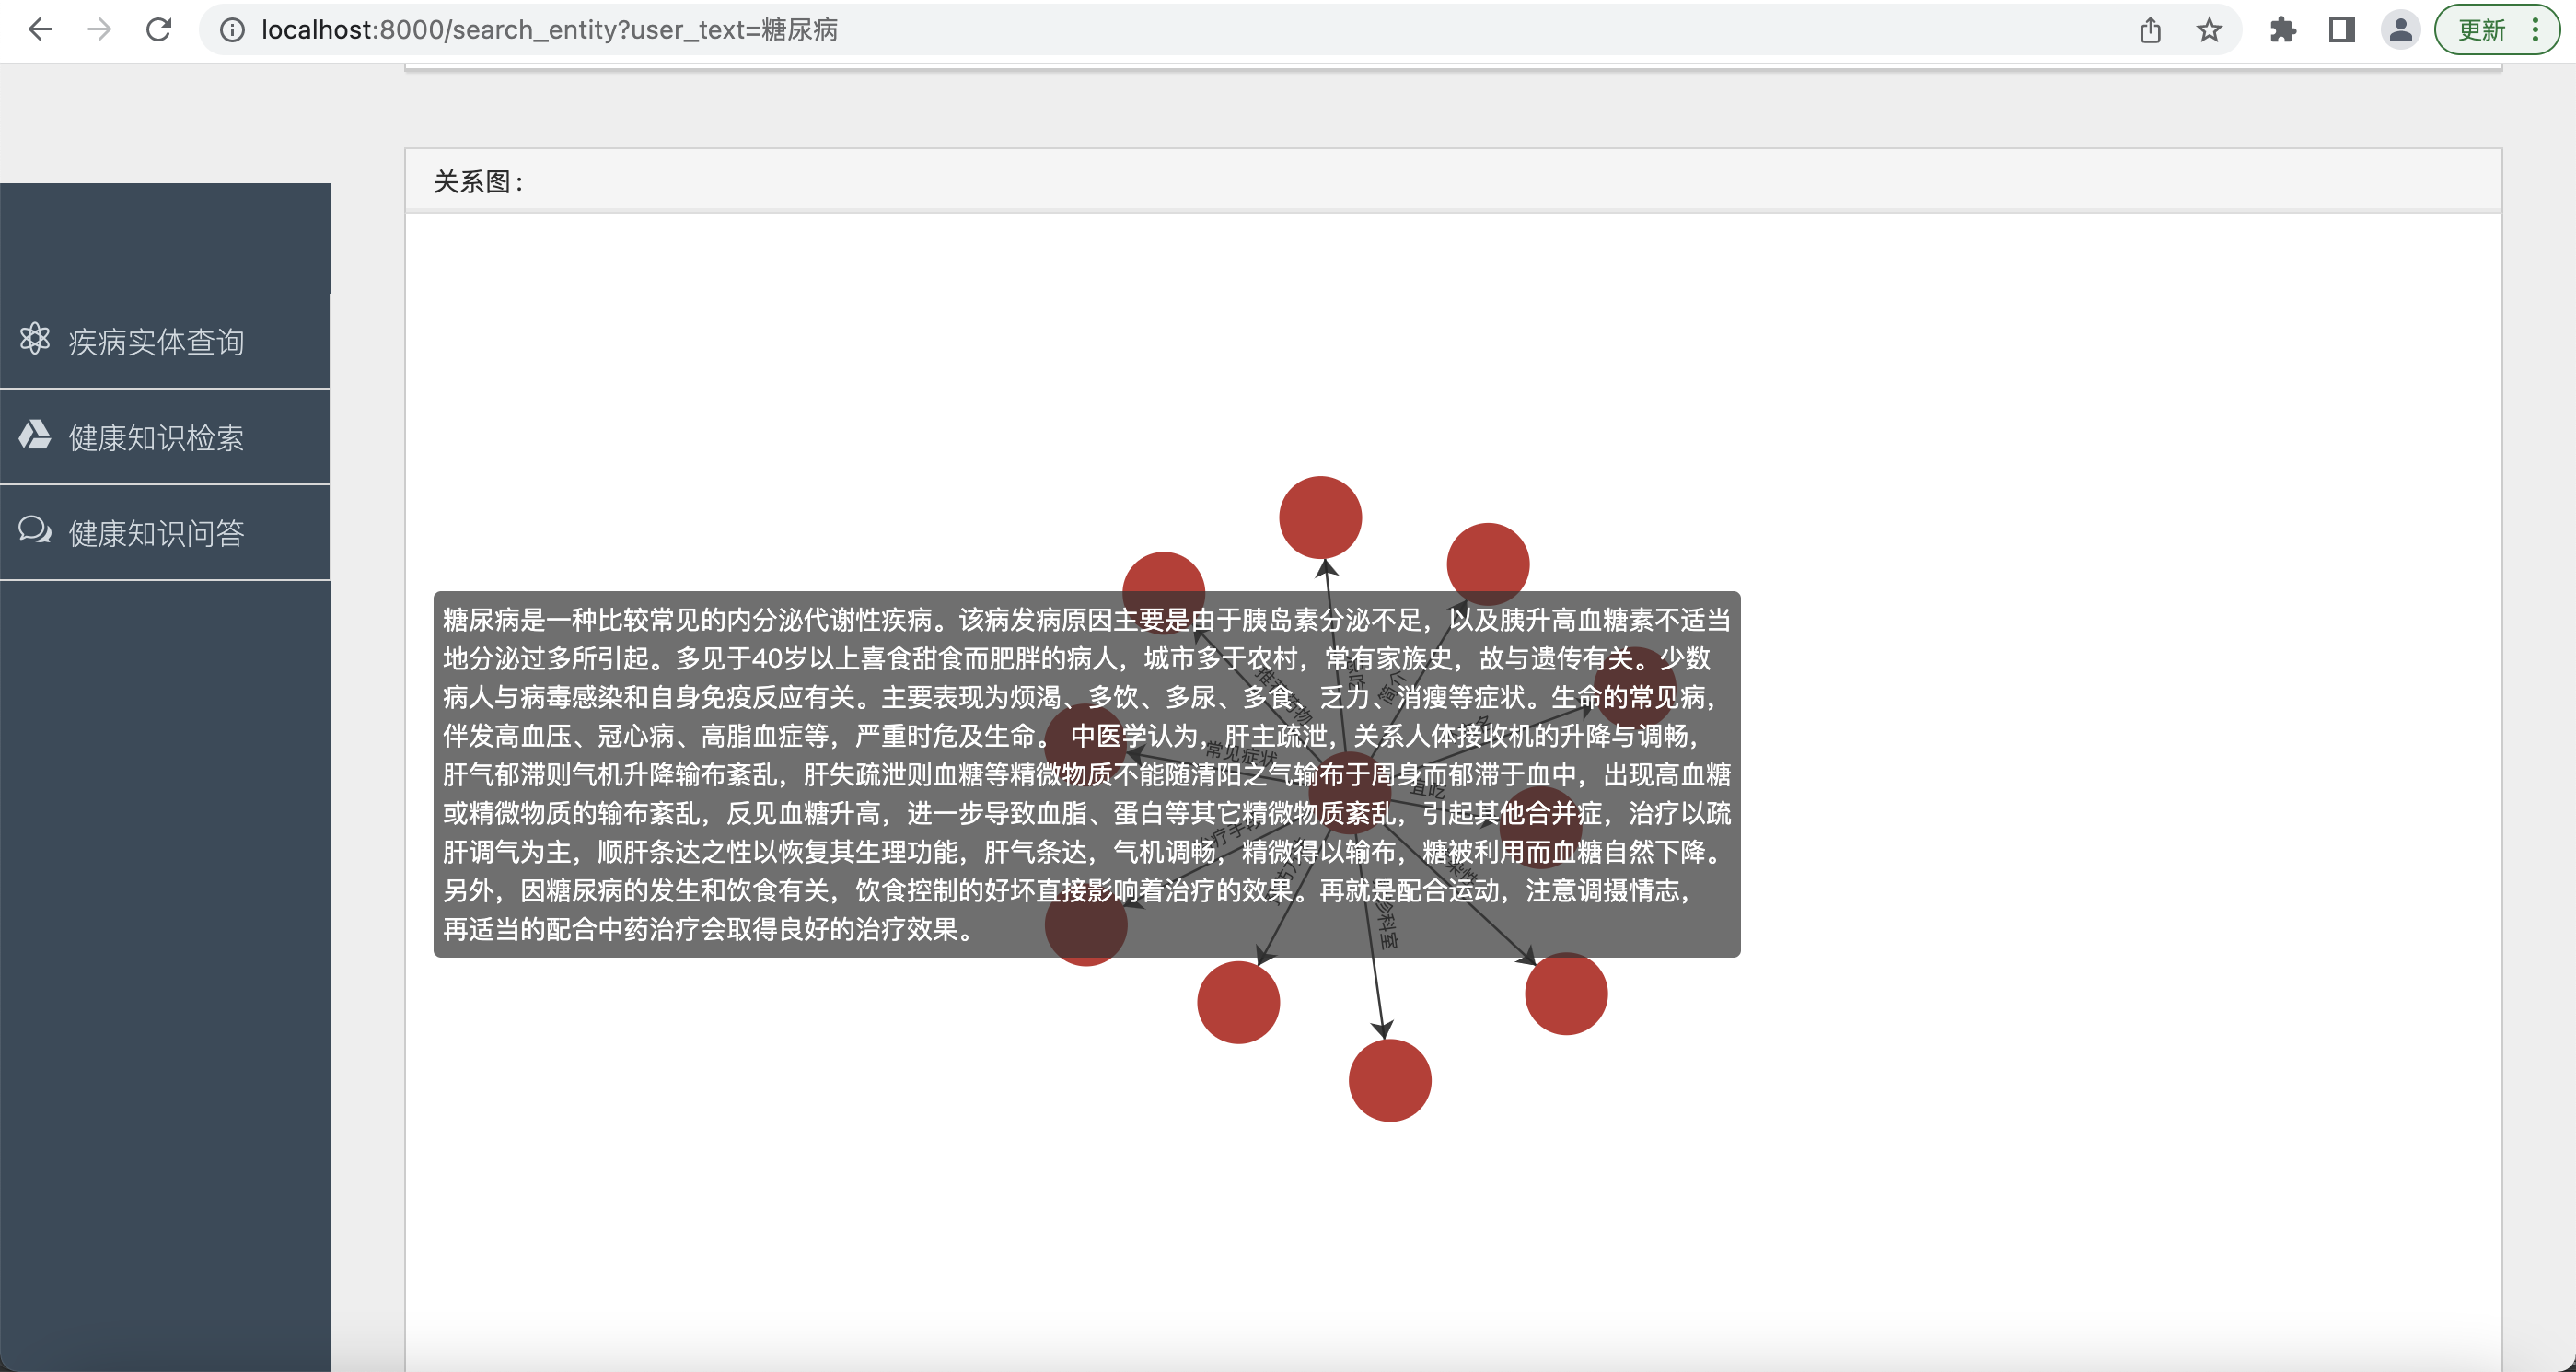 localhost:8000/search_entity?user_text=糖尿病
更新
关系图:
疾病实体查询
健康知识检索
健康知识问答
糖尿病是一种比较常见的内分泌代谢性疾病。该病发病原因主要是由于胰岛素分泌不足，以及胰升高血糖素不适当
地分泌过多所引起。多见于40岁以上喜食甜食而肥胖的病人，城市多于农村，常有家族史，故与遗传有关。少数
病人与病毒感染和自身免疫反应有关。主要表现为烦渴、多饮、多尿、多食、乏力、消瘦等症状。生命的常见病，
伴发高血压、冠心病、高脂血症等，严重时危及生命。 中医学认为，肝主疏泄，关系人体接收机的升降与调畅，
肝气郁滞则气机升降输布紊乱，肝失疏泄则血糖等精微物质不能随清阳之气输布于周身而郁滞于血中，出现高血糖
或精微物质的输布紊乱，反见血糖升高，进一步导致血脂、蛋白等其它精微物质紊乱，引起其他合并症，治疗以疏
肝调气为主，顺肝条达之性以恢复其生理功能，肝气条达，气机调畅，精微得以输布，糖被利用而血糖自然下降。
另外，因糖尿病的发生和饮食有关，饮食控制的好坏直接影响着治疗的效果。再就是配合运动，注意调摄情志，
再适当的配合中药治疗会取得良好的治疗效果。
简介
常见症状
宜吃
治疗手段
诊科室